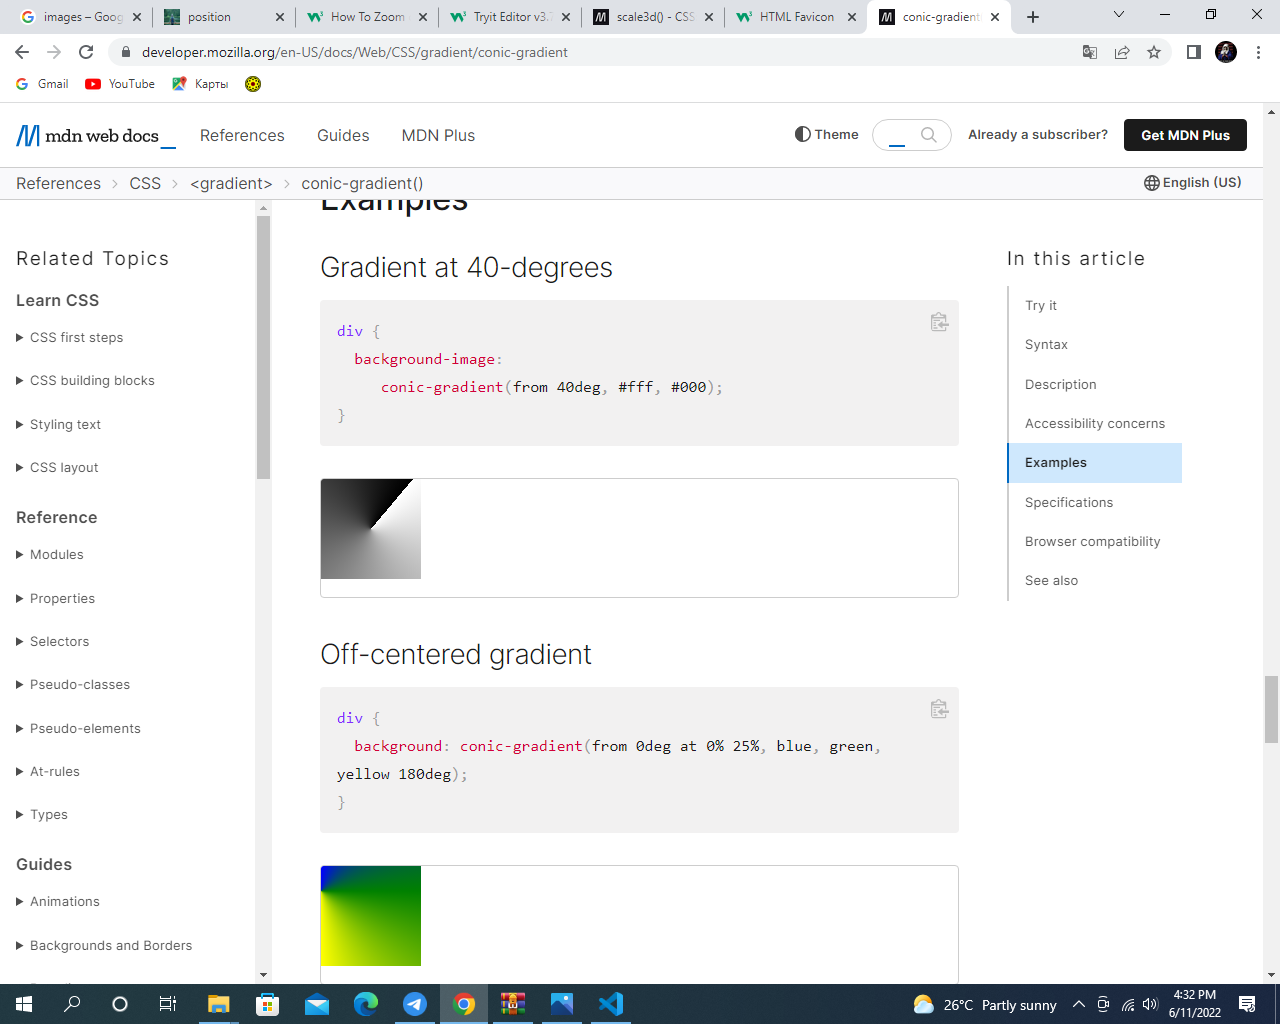 images – Goog
position
How To Zoom
Tryit Editor v3.7
scale3d() - CSS
HTML Favicon
conic-gradient
developer.mozilla.org/en-US/docs/Web/CSS/gradient/conic-gradient
Gmail
YouTube
Карты
mdn web docs_
References
Guides
MDN Plus
Theme
Already a subscriber?
Get MDN Plus
References
CSS
<gradient>
conic-gradient()
English (US)
Related Topics
Learn CSS
CSS first steps
CSS building blocks
Styling text
CSS layout
Reference
Modules
Properties
Selectors
Pseudo-classes
Pseudo-elements
At-rules
Types
Guides
Animations
Backgrounds and Borders
Examples
Gradient at 40-degrees
div {
background-image:
conic-gradient(from 40deg, #fff, #000);
}
Off-centered gradient
div {
background: conic-gradient(from 0deg at 0% 25%, blue, green,
yellow 180deg);
}
In this article
Try it
Syntax
Description
Accessibility concerns
Examples
Specifications
Browser compatibility
See also
26°C Partly sunny
4:32 PM
6/11/2022